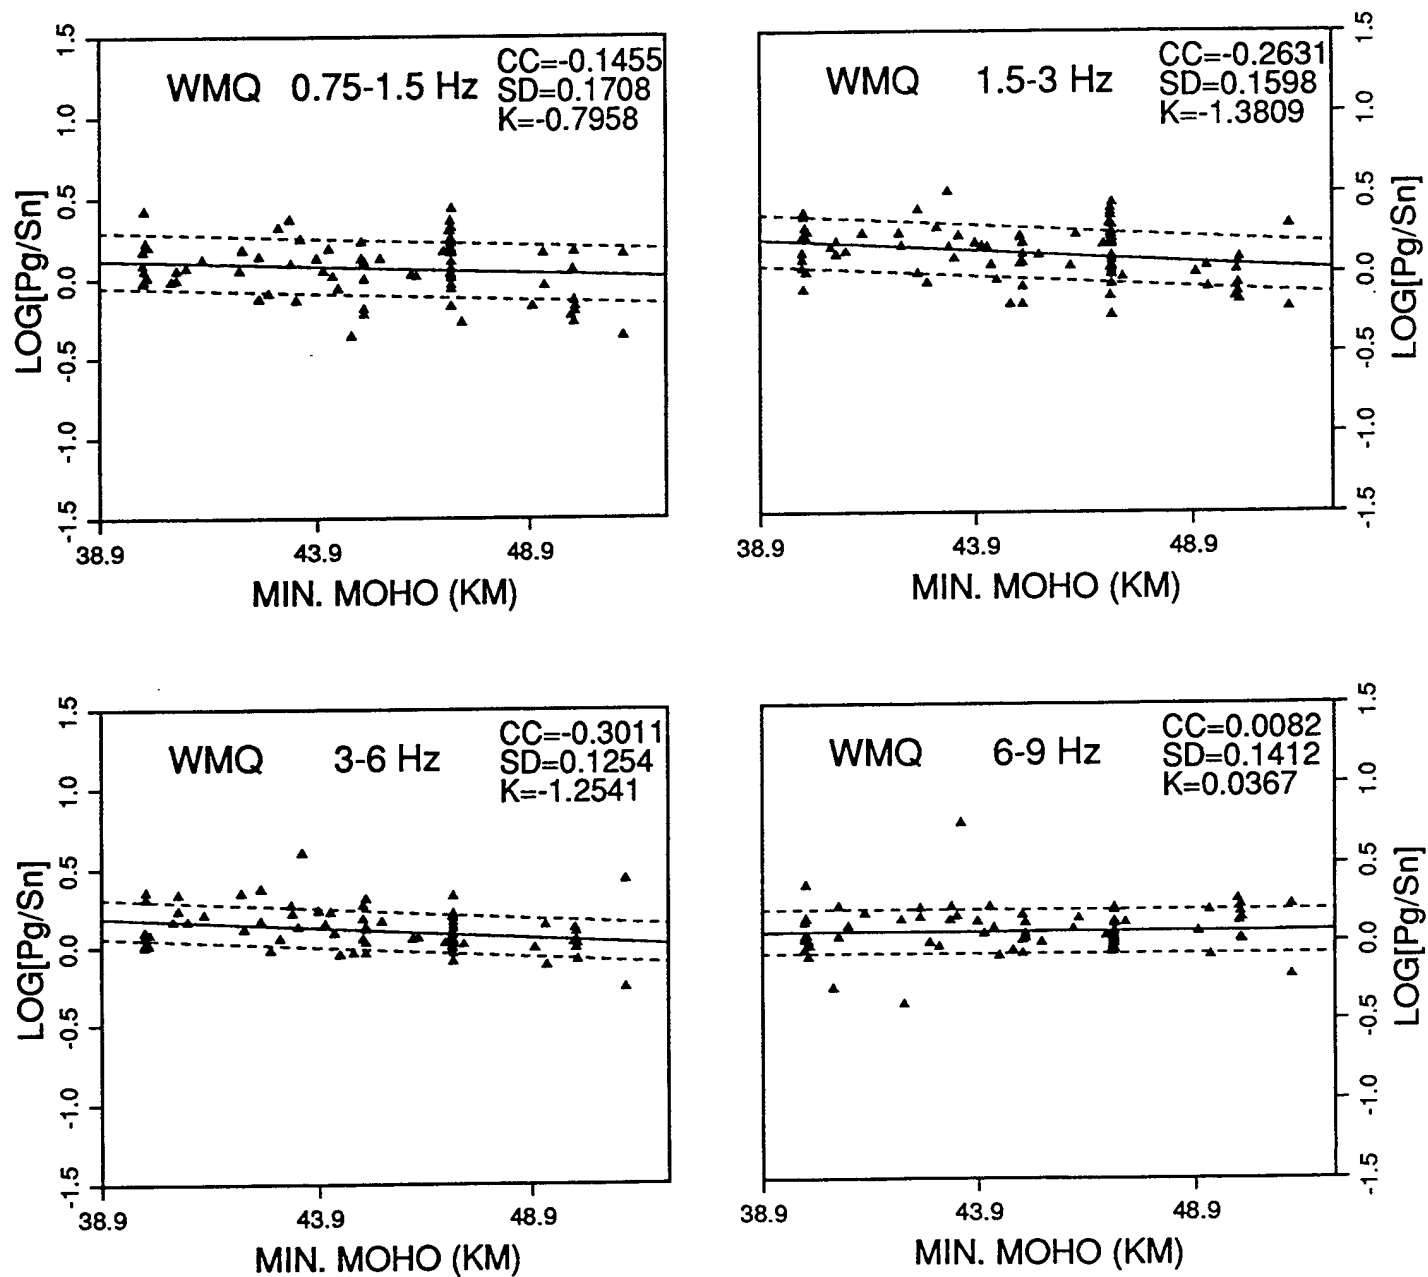 WMQ 0.75-1.5 Hz
CC=-0.1455
SD=0.1708
K=-0.7958
LOG[Pg/Sn]
1.5
1.0
0.5
0.0
-0.5
-1.0
-1.5
38.9 43.9 48.9
MIN. MOHO (KM)
WMQ 1.5-3 Hz
CC=-0.2631
SD=0.1598
K=-1.3809
1.5
1.0
0.5
0.0
-0.5
-1.0
-1.5
LOG[Pg/Sn]
38.9 43.9 48.9
MIN. MOHO (KM)
WMQ 3-6 Hz
CC=-0.3011
SD=0.1254
K=-1.2541
LOG[Pg/Sn]
1.5
1.0
0.5
0.0
-0.5
-1.0
-1.5
38.9 43.9 48.9
MIN. MOHO (KM)
WMQ 6-9 Hz
CC=0.0082
SD=0.1412
K=0.0367
1.5
1.0
0.5
0.0
-0.5
-1.0
-1.5
LOG[Pg/Sn]
38.9 43.9 48.9
MIN. MOHO (KM)